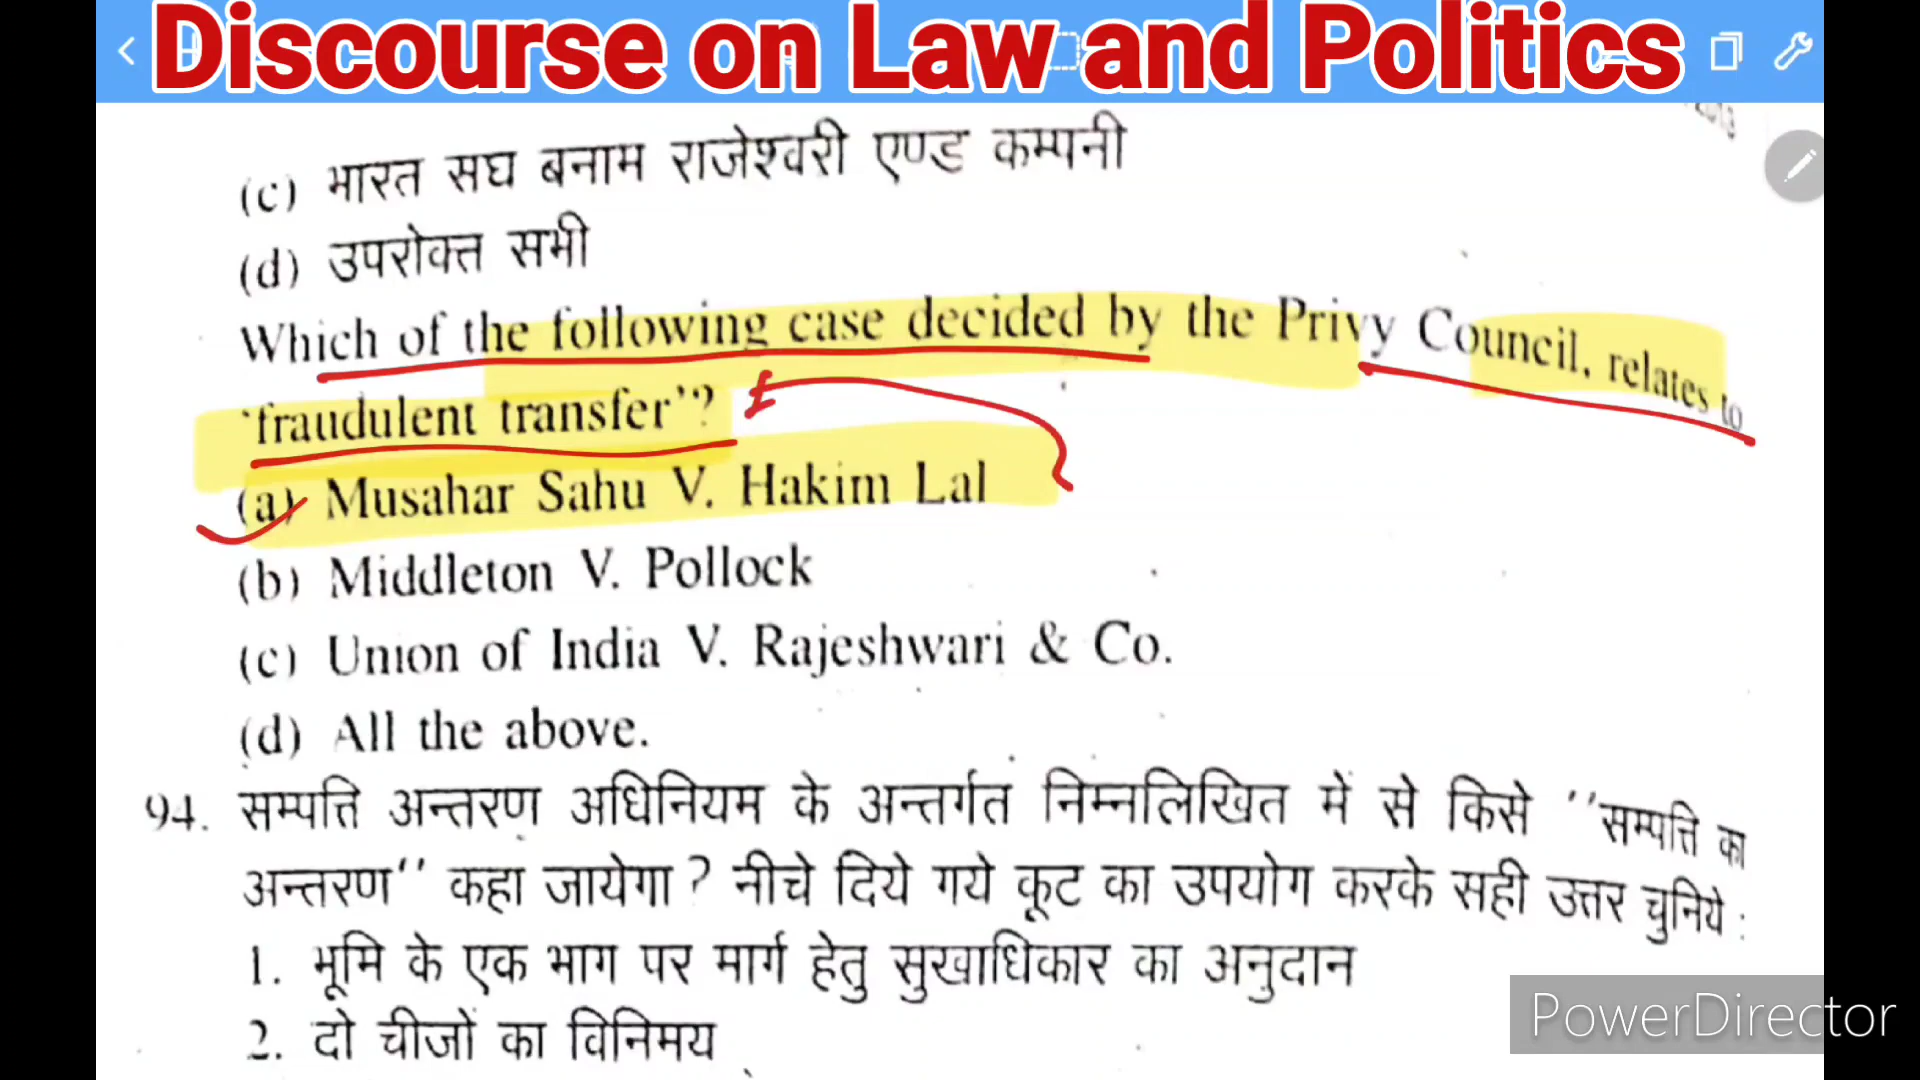 Discourse on Law and Politics
(c) भारत सघ बनाम राजेश्वरी एण्ड कम्पनी
(d) उपरोक्त सभी
Which of the following case decided by the Privy Council, relates to
"fraudulent transfer"?
(a) Musahar Sahu V. Hakim Lal
(b) Middleton V. Pollock
(c) Union of India V. Rajeshwari & Co.
(d) All the above.
94. सम्पत्ति अन्तरण अधिनियम के अन्तर्गत निम्नलिखित में से किसे ''सम्पत्ति का
अन्तरण'' कहा जायेगा ? नीचे दिये गये कूट का उपयोग करके सही उत्तर चुनिये :
1. भूमि के एक भाग पर मार्ग हेतु सुखाधिकार का अनुदान
2. दो चीजों का विनिमय
PowerDirector